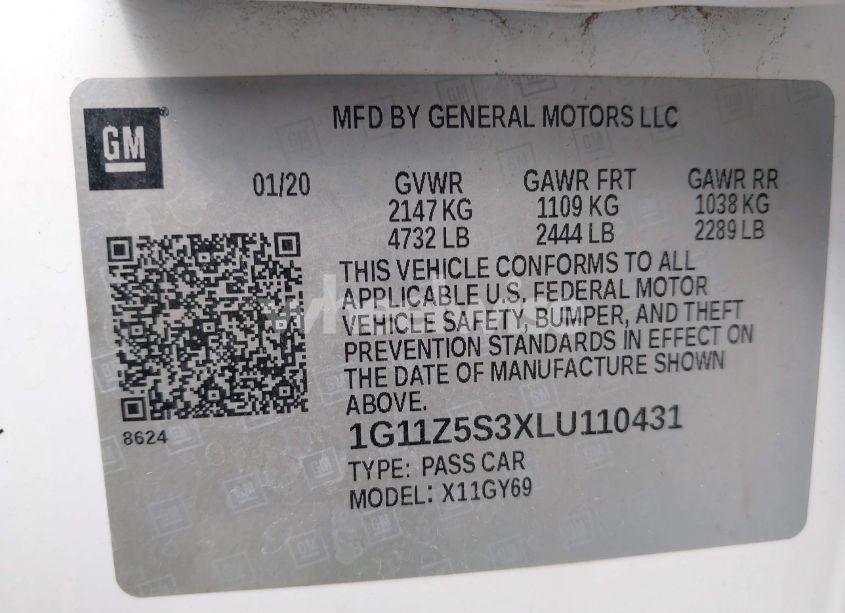 GM
MFD BY GENERAL MOTORS LLC
01/20 GVWR GAWR FRT GAWR RR
2147 KG 1109 KG 1038 KG
4732 LB 2444 LB 2289 LB
THIS VEHICLE CONFORMS TO ALL
APPLICABLE U.S. FEDERAL MOTOR
VEHICLE SAFETY, BUMPER, AND THEFT
PREVENTION STANDARDS IN EFFECT ON
THE DATE OF MANUFACTURE SHOWN
ABOVE.
8624
1G11Z5S3XLU110431
TYPE: PASS CAR
MODEL: X11GY69